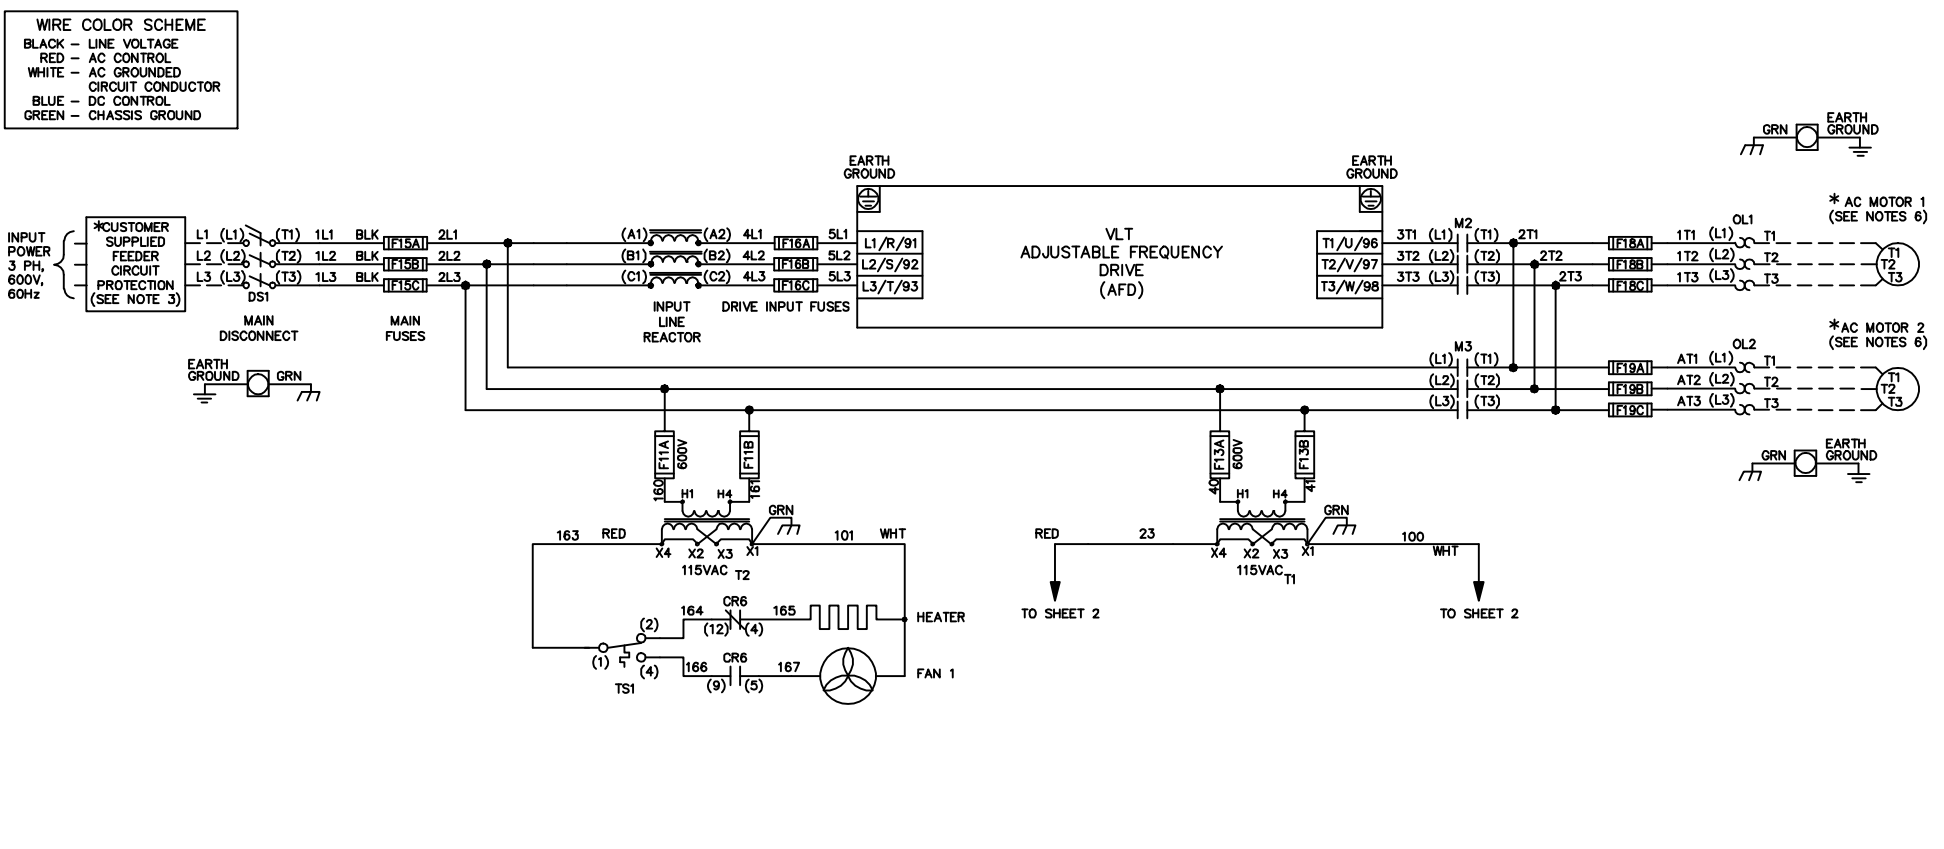 WIRE COLOR SCHEME
BLACK – LINE VOLTAGE
RED – AC CONTROL
WHITE – AC GROUNDED
CIRCUIT CONDUCTOR
BLUE – DC CONTROL
GREEN – CHASSIS GROUND
GRN
EARTH
GROUND
EARTH
GROUND
EARTH
GROUND
* AC MOTOR 1
(SEE NOTES 6)
INPUT
POWER
3 PH,
600V,
60Hz
*CUSTOMER
SUPPLIED
FEEDER
CIRCUIT
PROTECTION
(SEE NOTE 3)
L1 (L1) (T1) 1L1 BLK F15A 2L1 (A1) (A2) 4L1 F16A 5L1 L1/R/91
L2 (L2) (T2) 1L2 BLK F15B 2L2 (B1) (B2) 4L2 F16B 5L2 L2/S/92
L3 (L3) (T3) 1L3 BLK F15C 2L3 (C1) (C2) 4L3 F16C 5L3 L3/T/93
DS1
MAIN
DISCONNECT
MAIN
FUSES
INPUT
LINE
REACTOR
DRIVE INPUT FUSES
VLT
ADJUSTABLE FREQUENCY
DRIVE
(AFD)
M2
OL1
T1/U/96 3T1 (L1) (T1) 2T1 F18A 1T1 (L1) T1 T1
T2/V/97 3T2 (L2) (T2) 2T2 F18B 1T2 (L2) T2 T2
T3/W/98 3T3 (L3) (T3) 2T3 F18C 1T3 (L3) T3 T3
* AC MOTOR 2
(SEE NOTES 6)
M3
OL2
(L1) (T1) F19A AT1 (L1) T1 T1
(L2) (T2) F19B AT2 (L2) T2 T2
(L3) (T3) F19C AT3 (L3) T3 T3
EARTH
GROUND
GRN
GRN
EARTH
GROUND
F11A
600V
F11B
160
161
H1 H4
GRN
163 RED
101 WHT
X4 X2 X3 X1
115VAC T2
F13A
600V
F13B
40
41
H1 H4
GRN
RED 23
100
WHT
X4 X2 X3 X1
115VAC T1
TO SHEET 2
TO SHEET 2
164 CR6 165
(12) (4)
HEATER
(2)
(1)
(4)
TS1
166 CR6 167
(9) (5)
FAN 1